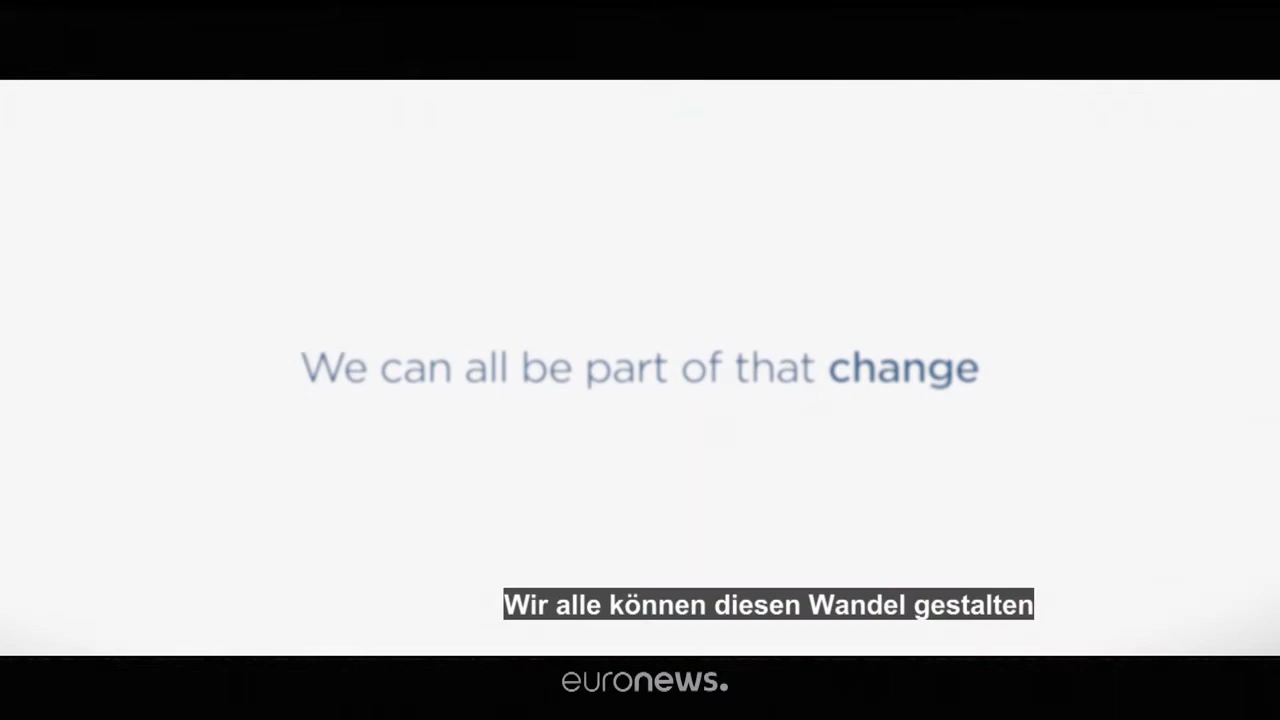 We can all be part of that change
Wir alle können diesen Wandel gestalten
euronews.